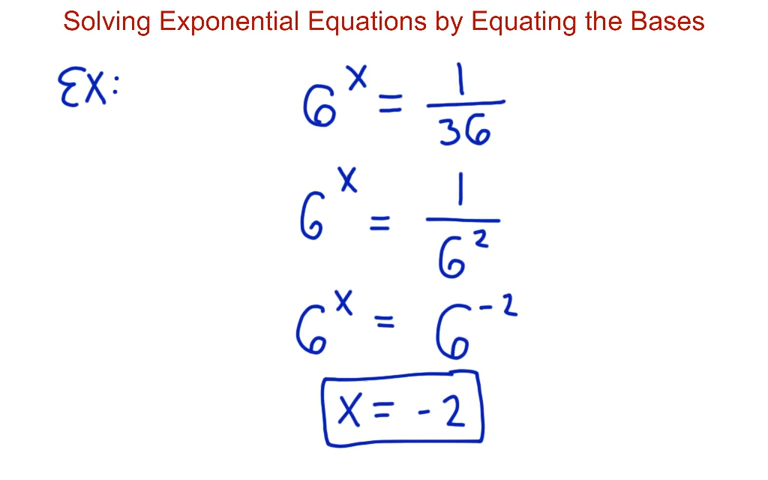 Solving Exponential Equations by Equating the Bases
EX:
6^x = 1/36
6^x = 1/6^2
6^x = 6^-2
x = -2